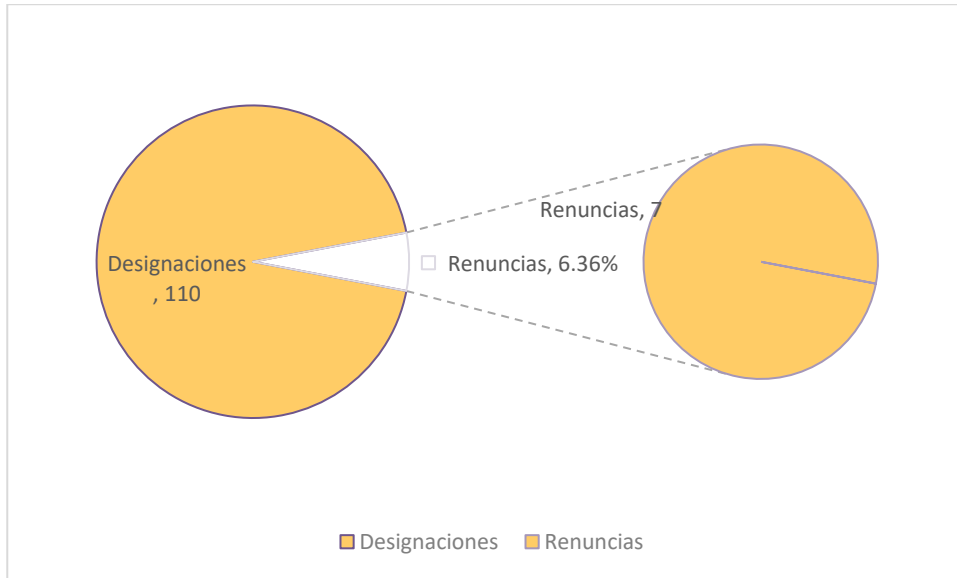 Renuncias, 7
Designaciones
, 110
Renuncias, 6.36%
Designaciones
Renuncias